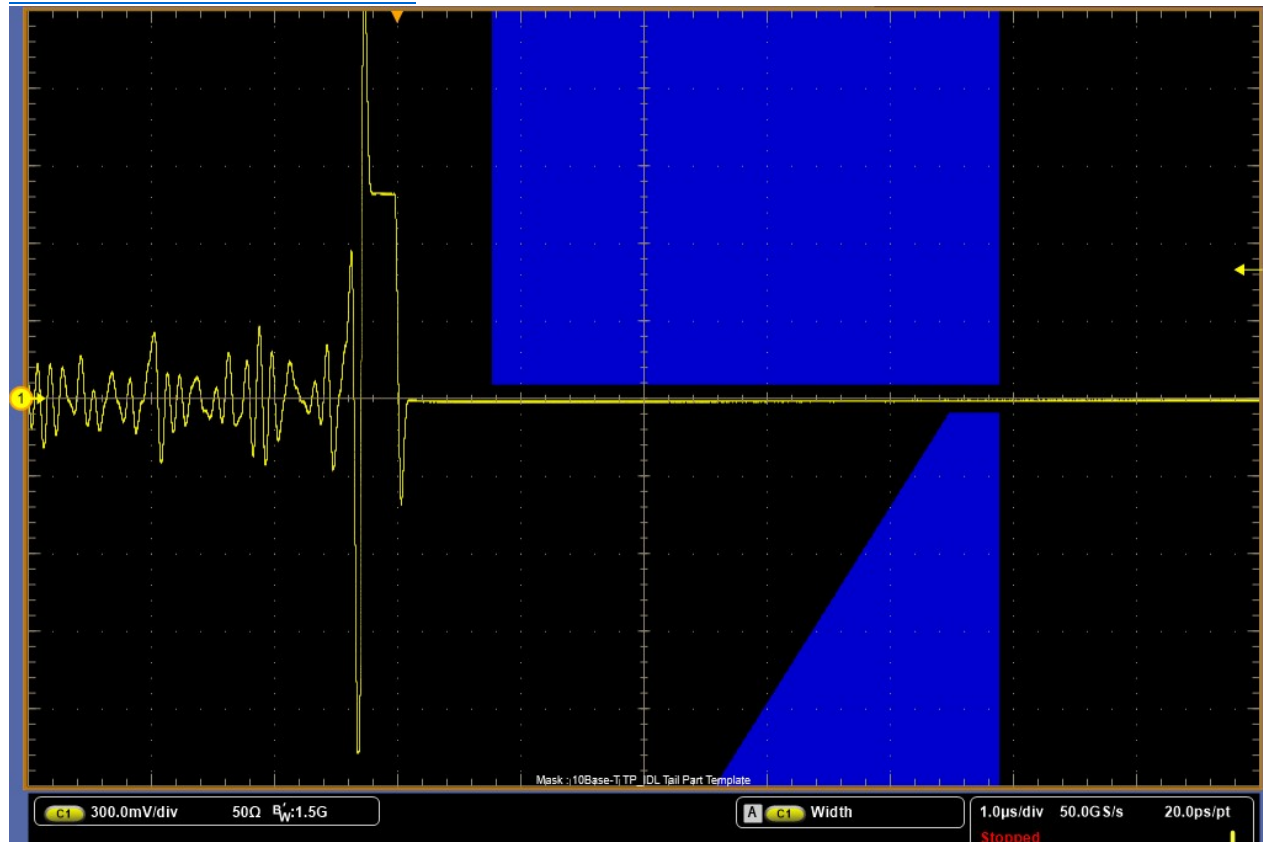 1
Mask : 10Base-T TP_IDL Tail Part Template
C1 300.0mV/div 50Ω BW:1.5G
A C1 Width
1.0µs/div 50.0GS/s 20.0ps/pt
Stopped